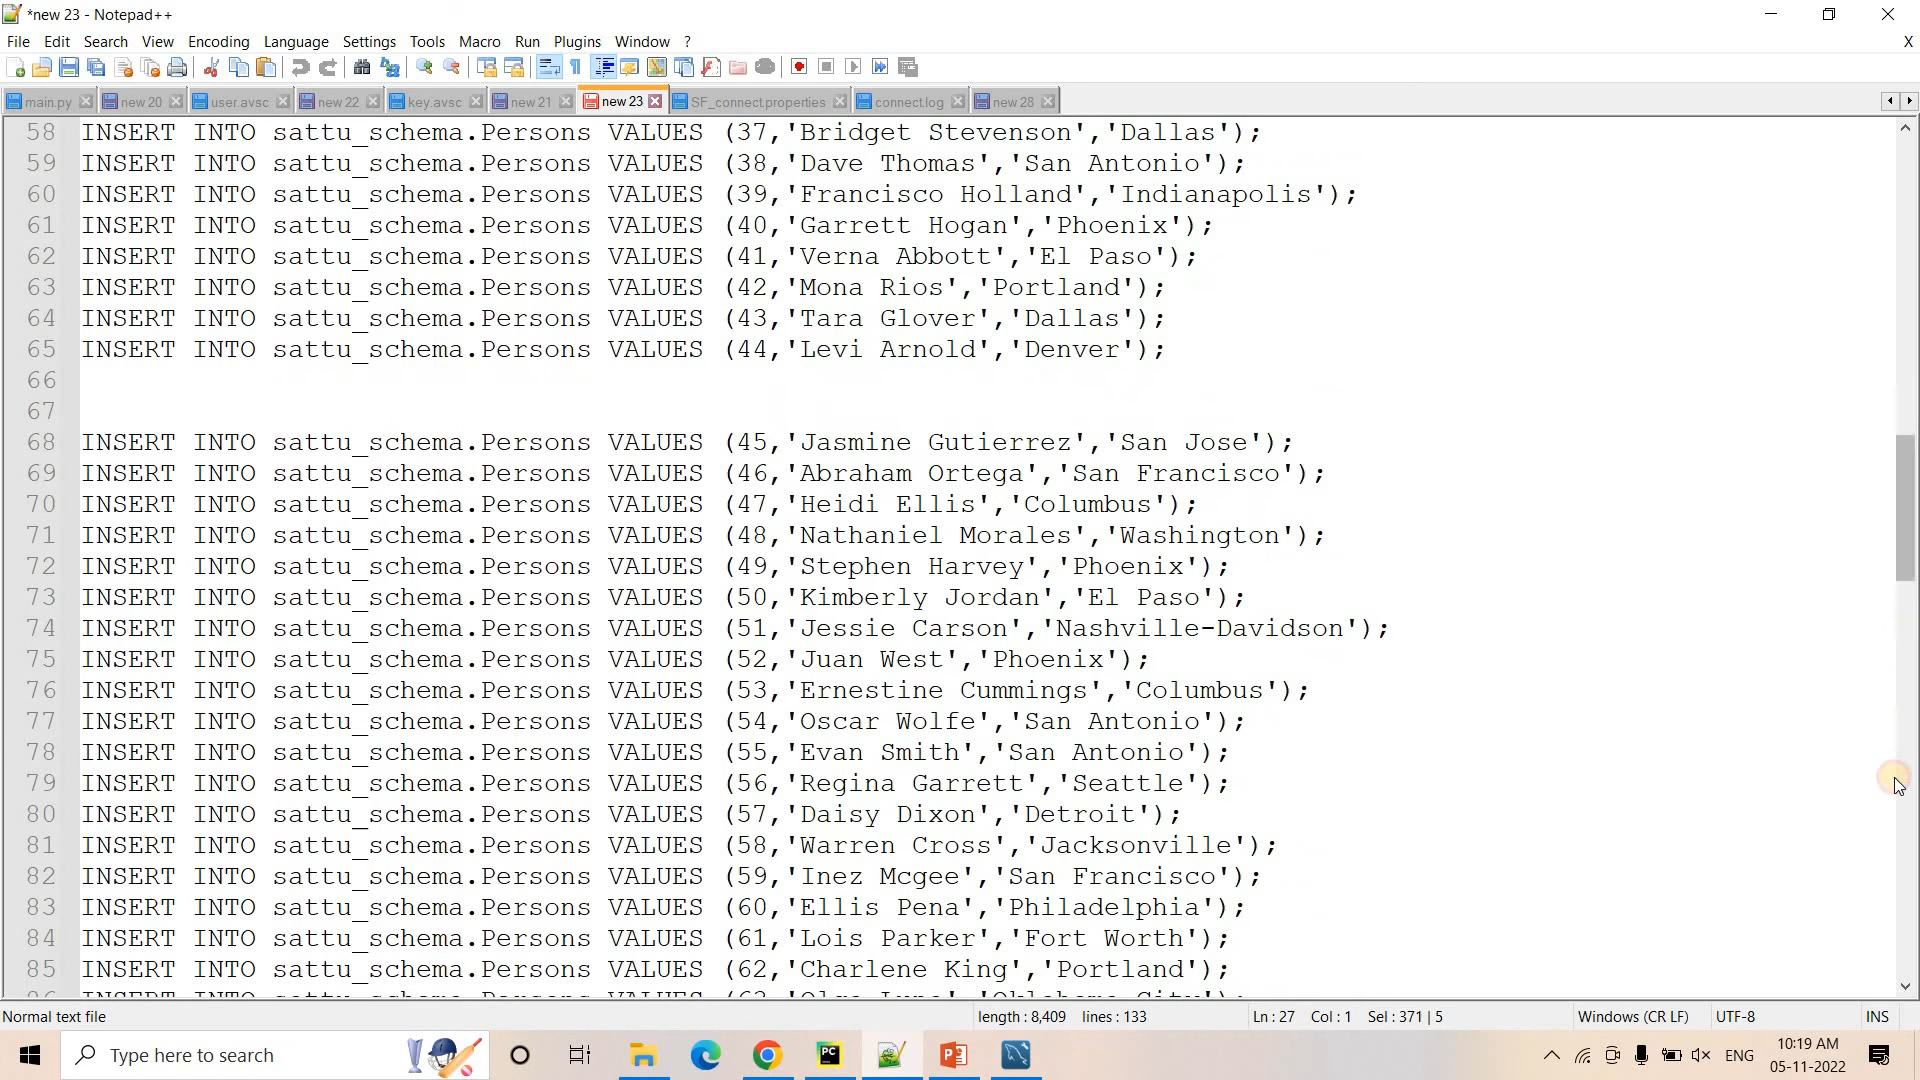 *new 23 - Notepad++
File Edit Search View Encoding Language Settings Tools Macro Run Plugins Window ? X
main.py new 20 user.avsc new 22 key.avsc new 21 new 23 SF_connect.properties connect.log new 28
58 INSERT INTO sattu_schema.Persons VALUES (37,'Bridget Stevenson','Dallas');
59 INSERT INTO sattu_schema.Persons VALUES (38,'Dave Thomas','San Antonio');
60 INSERT INTO sattu_schema.Persons VALUES (39,'Francisco Holland','Indianapolis');
61 INSERT INTO sattu_schema.Persons VALUES (40,'Garrett Hogan','Phoenix');
62 INSERT INTO sattu_schema.Persons VALUES (41,'Verna Abbott','El Paso');
63 INSERT INTO sattu_schema.Persons VALUES (42,'Mona Rios','Portland');
64 INSERT INTO sattu_schema.Persons VALUES (43,'Tara Glover','Dallas');
65 INSERT INTO sattu_schema.Persons VALUES (44,'Levi Arnold','Denver');
66
67
68 INSERT INTO sattu_schema.Persons VALUES (45,'Jasmine Gutierrez','San Jose');
69 INSERT INTO sattu_schema.Persons VALUES (46,'Abraham Ortega','San Francisco');
70 INSERT INTO sattu_schema.Persons VALUES (47,'Heidi Ellis','Columbus');
71 INSERT INTO sattu_schema.Persons VALUES (48,'Nathaniel Morales','Washington');
72 INSERT INTO sattu_schema.Persons VALUES (49,'Stephen Harvey','Phoenix');
73 INSERT INTO sattu_schema.Persons VALUES (50,'Kimberly Jordan','El Paso');
74 INSERT INTO sattu_schema.Persons VALUES (51,'Jessie Carson','Nashville-Davidson');
75 INSERT INTO sattu_schema.Persons VALUES (52,'Juan West','Phoenix');
76 INSERT INTO sattu_schema.Persons VALUES (53,'Ernestine Cummings','Columbus');
77 INSERT INTO sattu_schema.Persons VALUES (54,'Oscar Wolfe','San Antonio');
78 INSERT INTO sattu_schema.Persons VALUES (55,'Evan Smith','San Antonio');
79 INSERT INTO sattu_schema.Persons VALUES (56,'Regina Garrett','Seattle');
80 INSERT INTO sattu_schema.Persons VALUES (57,'Daisy Dixon','Detroit');
81 INSERT INTO sattu_schema.Persons VALUES (58,'Warren Cross','Jacksonville');
82 INSERT INTO sattu_schema.Persons VALUES (59,'Inez Mcgee','San Francisco');
83 INSERT INTO sattu_schema.Persons VALUES (60,'Ellis Pena','Philadelphia');
84 INSERT INTO sattu_schema.Persons VALUES (61,'Lois Parker','Fort Worth');
85 INSERT INTO sattu_schema.Persons VALUES (62,'Charlene King','Portland');
Normal text file length : 8,409 lines : 133 Ln : 27 Col : 1 Sel : 371 | 5 Windows (CR LF) UTF-8 INS
Type here to search PC ENG 10:19 AM
05-11-2022